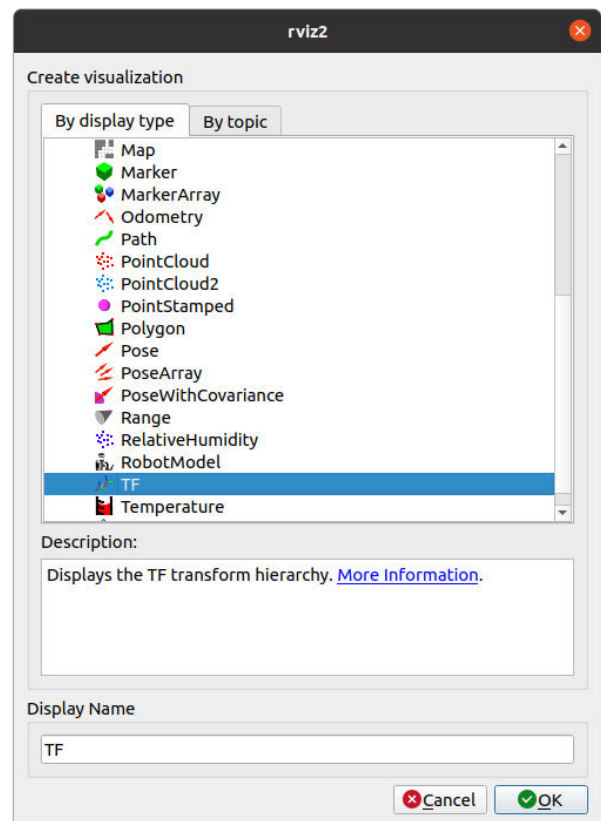 rviz2
Create visualization
By display type By topic
Map
Marker
MarkerArray
Odometry
Path
PointCloud
PointCloud2
PointStamped
Polygon
Pose
PoseArray
PoseWithCovariance
Range
RelativeHumidity
RobotModel
TF
Temperature
Description:
Displays the TF transform hierarchy. More Information.
Display Name
TF
Cancel OK